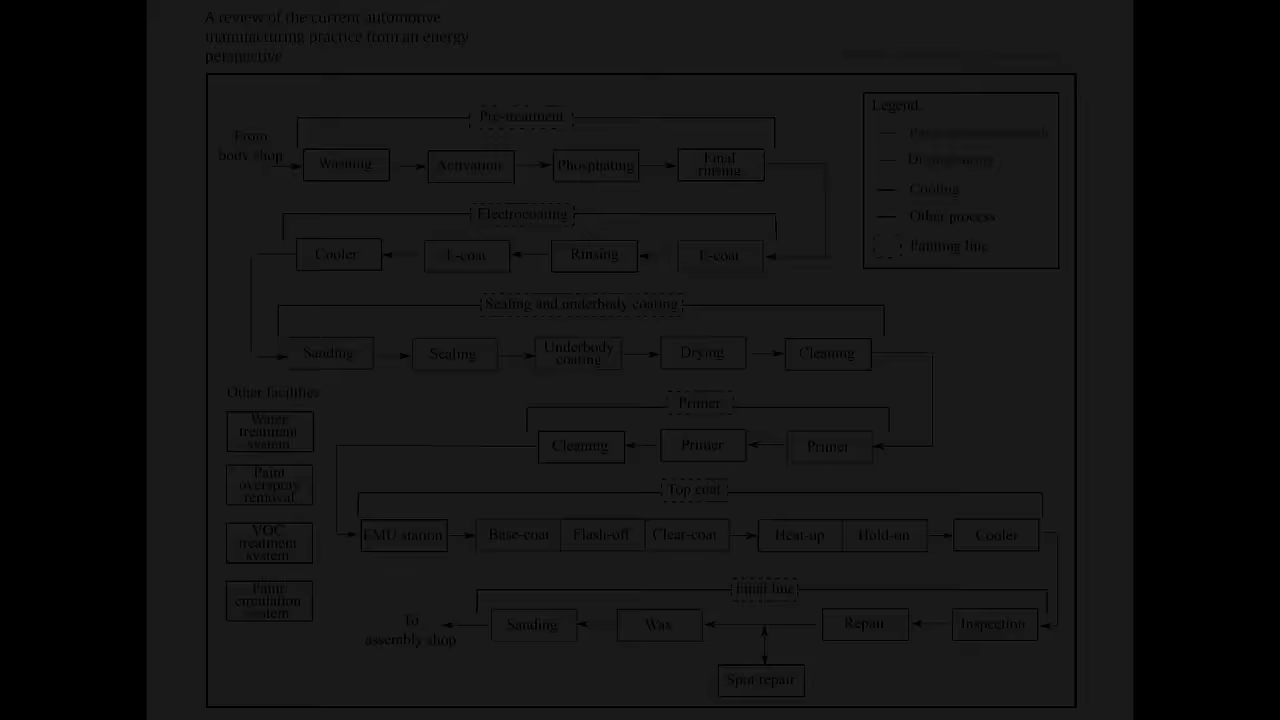 A review of the current automotive
manufacturing practice from an energy
perspective
Pre-treatment
From
body shop
Washing
Activation
Phosphating
Final
rinsing
Legend:
Drying
Cooling
Other process
Painting line
Electrocoating
Cooler
E-coat
Rinsing
E-coat
Sealing and underbody coating
Sanding
Sealing
Underbody
coating
Drying
Cleaning
Other facilities
Water
treatment
system
Paint
overspray
removal
VOC
treatment
system
Paint
circulation
system
Primer
Cleaning
Primer
Primer
Top coat
EMU station
Base-coat
Flash-off
Clear-coat
Heat-up
Hold-on
Cooler
Final line
To
assembly shop
Sanding
Wax
Repair
Inspection
Spot repair